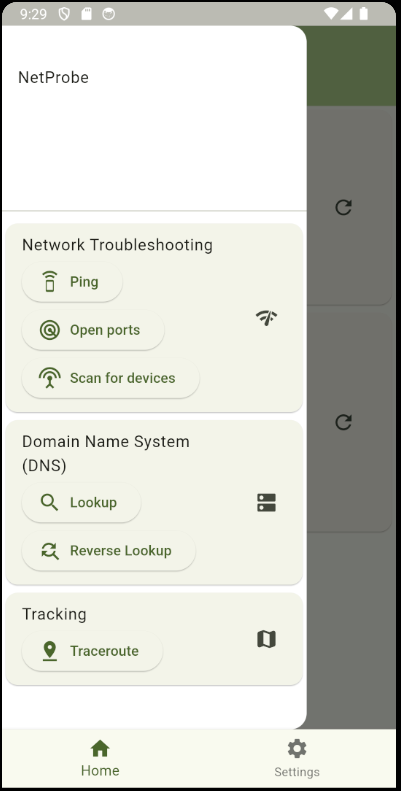 9:29
NetProbe
Network Troubleshooting
Ping
Open ports
Scan for devices
Domain Name System
(DNS)
Lookup
Reverse Lookup
Tracking
Traceroute
Home
Settings